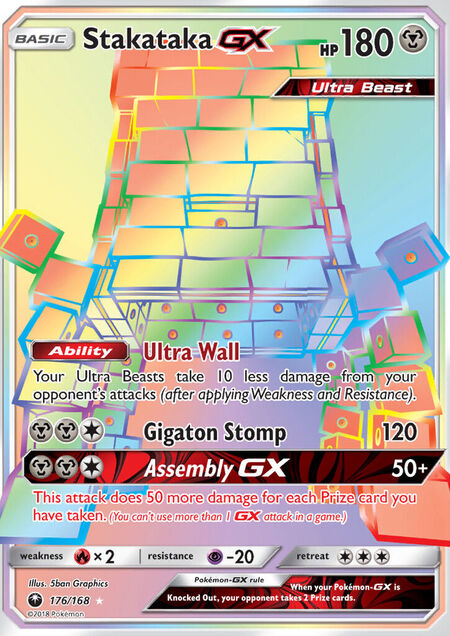 BASIC Stakataka GX HP 180
Ultra Beast
Ability Ultra Wall
Your Ultra Beasts take 10 less damage from your
opponent's attacks (after applying Weakness and Resistance).
Gigaton Stomp 120
Assembly GX 50+
This attack does 50 more damage for each Prize card you
have taken. (You can't use more than 1 GX attack in a game.)
weakness ×2 resistance -20 retreat
Illus. 5ban Graphics
Pokémon-GX rule
When your Pokémon-GX is
Knocked Out, your opponent takes 2 Prize cards.
176/168
©2018 Pokémon